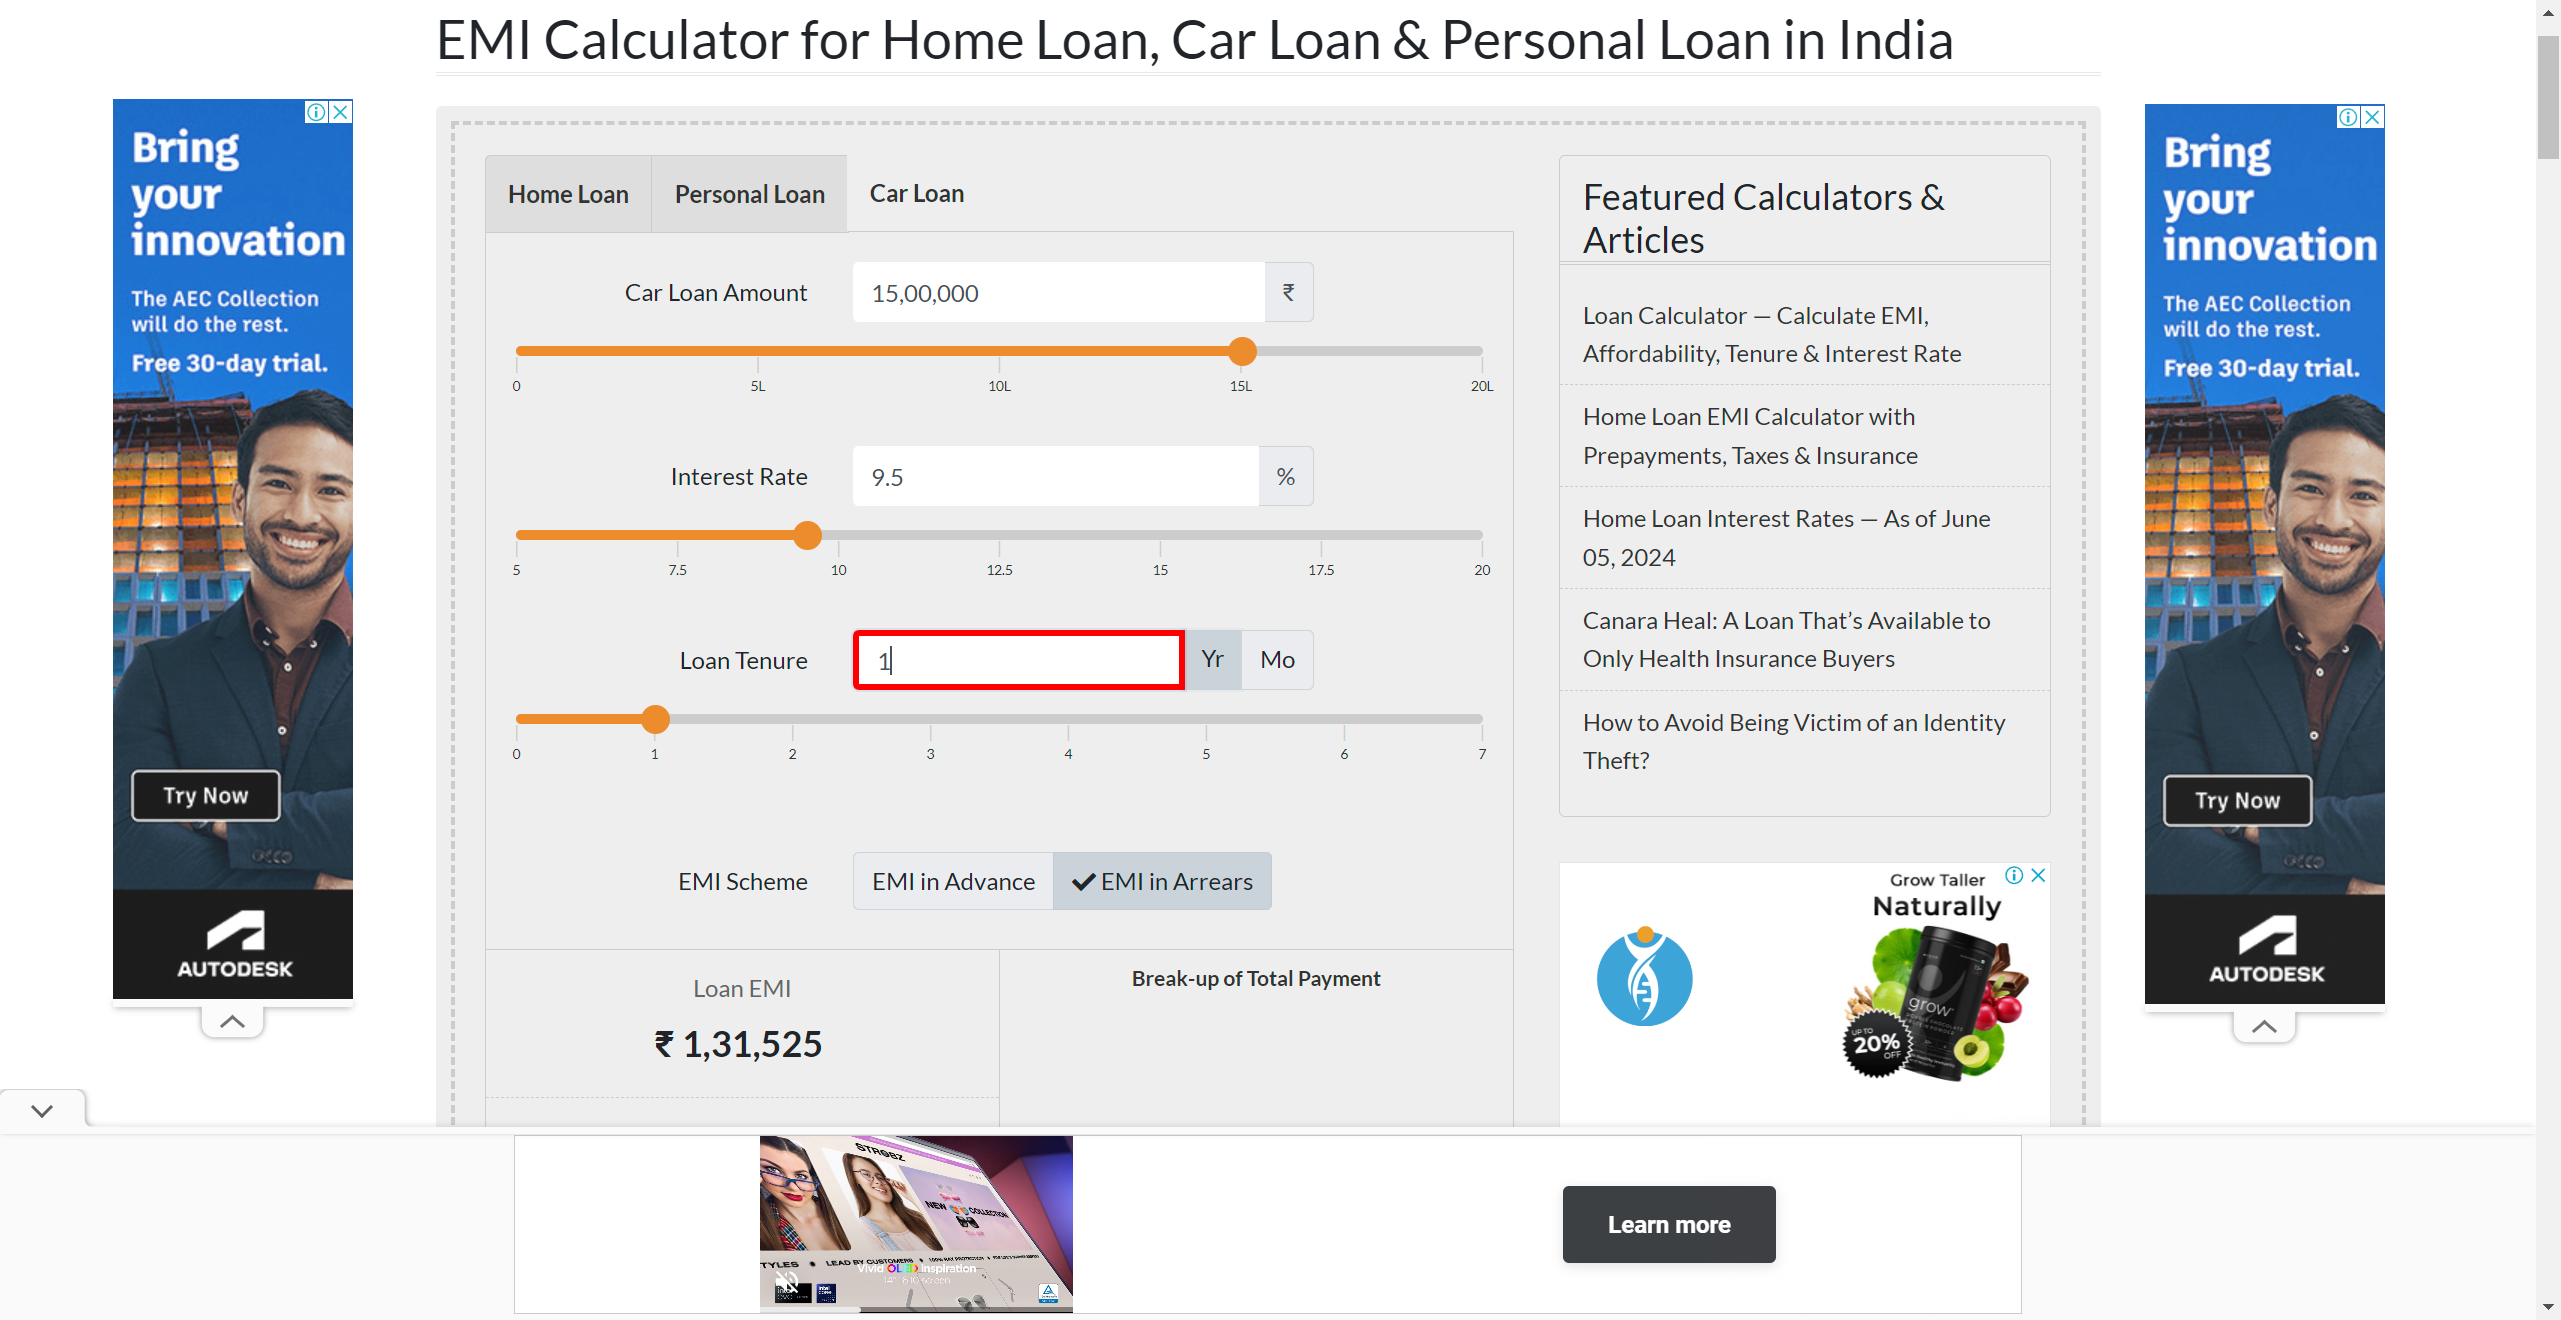 EMI Calculator for Home Loan, Car Loan & Personal Loan in India
Bring
your
innovation
The AEC Collection
will do the rest.
Free 30-day trial.
Try Now
AUTODESK
Home Loan
Personal Loan
Car Loan
Car Loan Amount
15,00,000
₹
0
5L
10L
15L
20L
Interest Rate
9.5
%
5
7.5
10
12.5
15
17.5
20
Loan Tenure
1
Yr
Mo
0
1
2
3
4
5
6
7
EMI Scheme
EMI in Advance
EMI in Arrears
Loan EMI
₹ 1,31,525
Break-up of Total Payment
Featured Calculators &
Articles
Loan Calculator — Calculate EMI,
Affordability, Tenure & Interest Rate
Home Loan EMI Calculator with
Prepayments, Taxes & Insurance
Home Loan Interest Rates — As of June
05, 2024
Canara Heal: A Loan That's Available to
Only Health Insurance Buyers
How to Avoid Being Victim of an Identity
Theft?
Grow Taller
Naturally
grow
UP TO
20%
OFF
Bring
your
innovation
The AEC Collection
will do the rest.
Free 30-day trial.
Try Now
AUTODESK
STROBZ
NEW COLLECTION
TYLES LEAD BY CUSTOMERS
Vivid OLED inspiration
Learn more